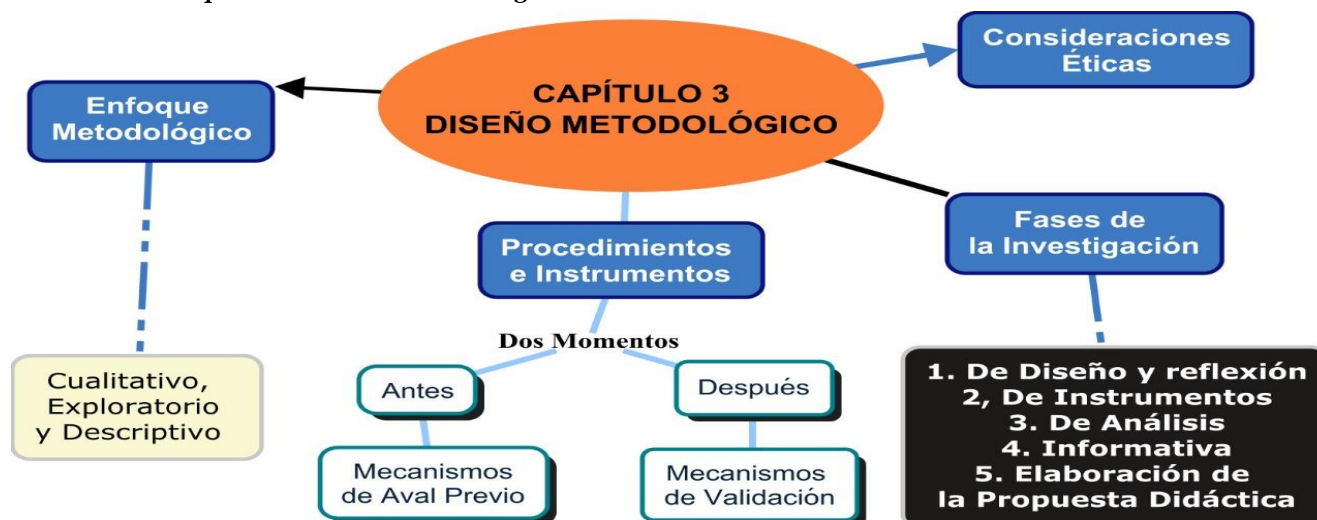 CAPÍTULO 3
DISEÑO METODOLÓGICO
Consideraciones
Éticas
Enfoque
Metodológico
Procedimientos
e Instrumentos
Fases de
la Investigación
Dos Momentos
Cualitativo,
Exploratorio
y Descriptivo
Antes
Después
Mecanismos
de Aval Previo
Mecanismos
de Validación
1. De Diseño y reflexión
2, De Instrumentos
3. De Análisis
4. Informativa
5. Elaboración de
la Propuesta Didáctica